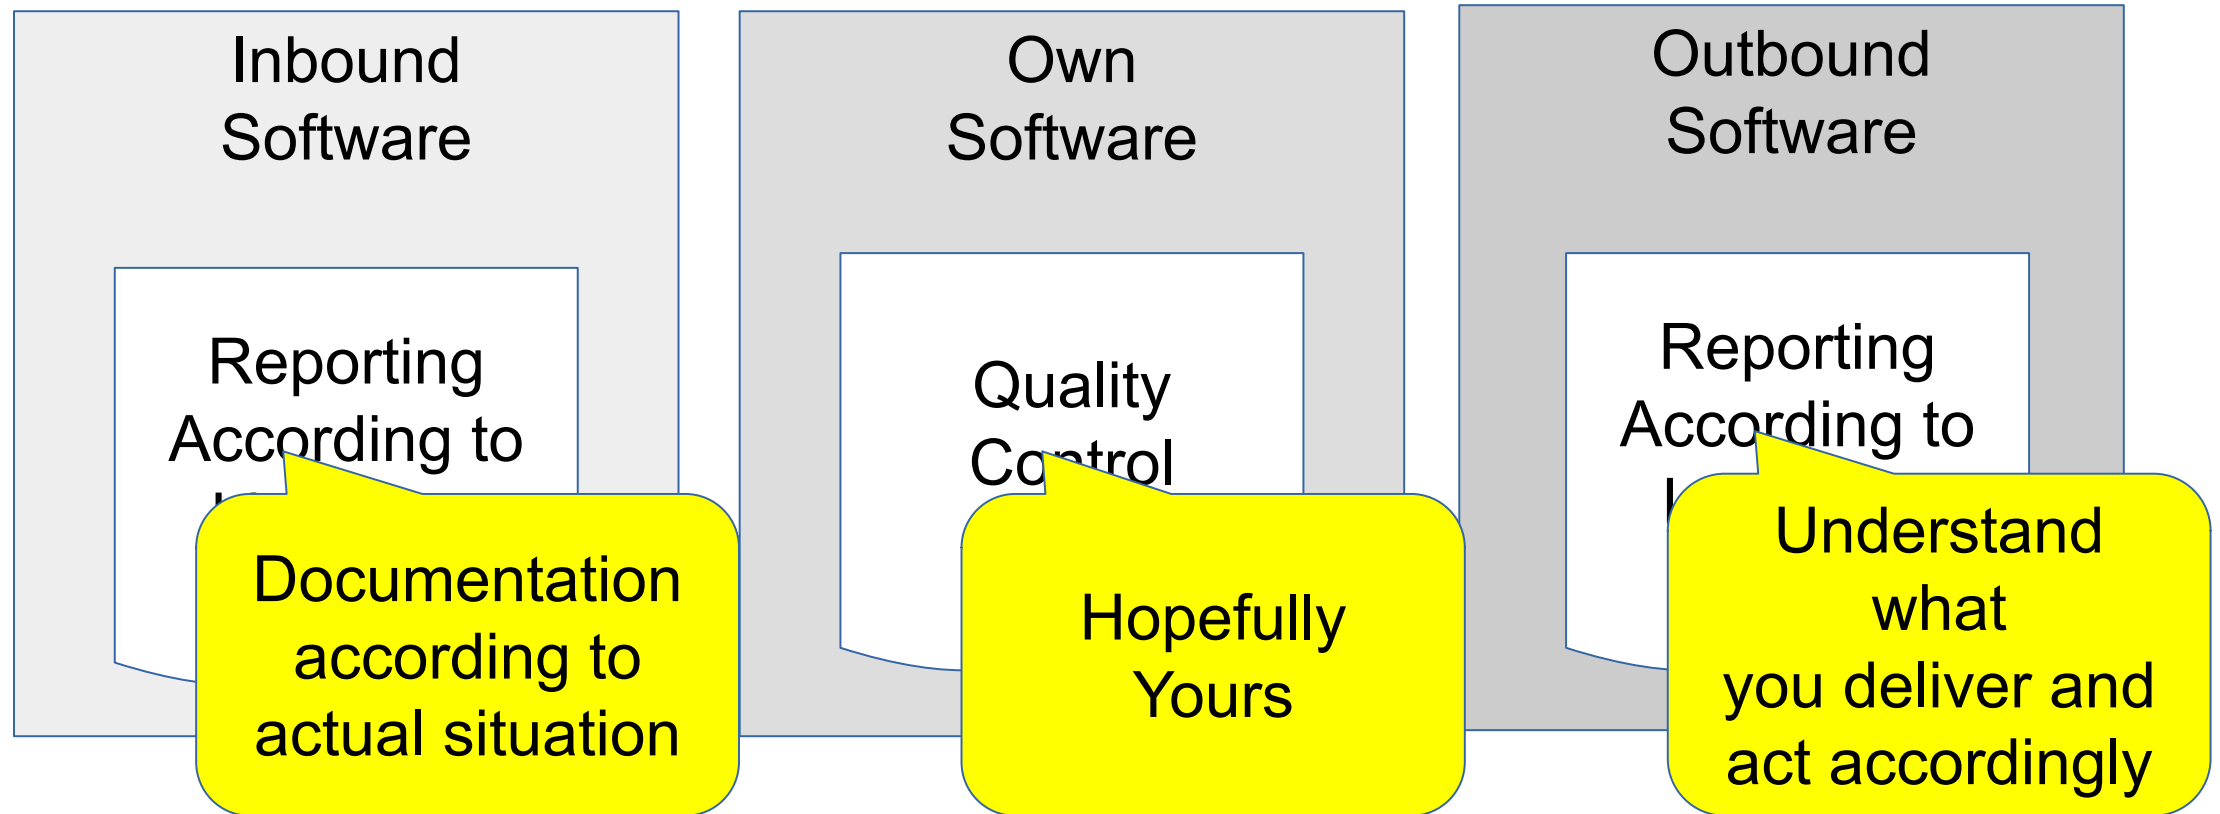 Inbound
Software
Reporting
According to
Documentation
according to
actual situation
Own
Software
Quality
Control
Hopefully
Yours
Outbound
Software
Reporting
According to
Understand
what
you deliver and
act accordingly